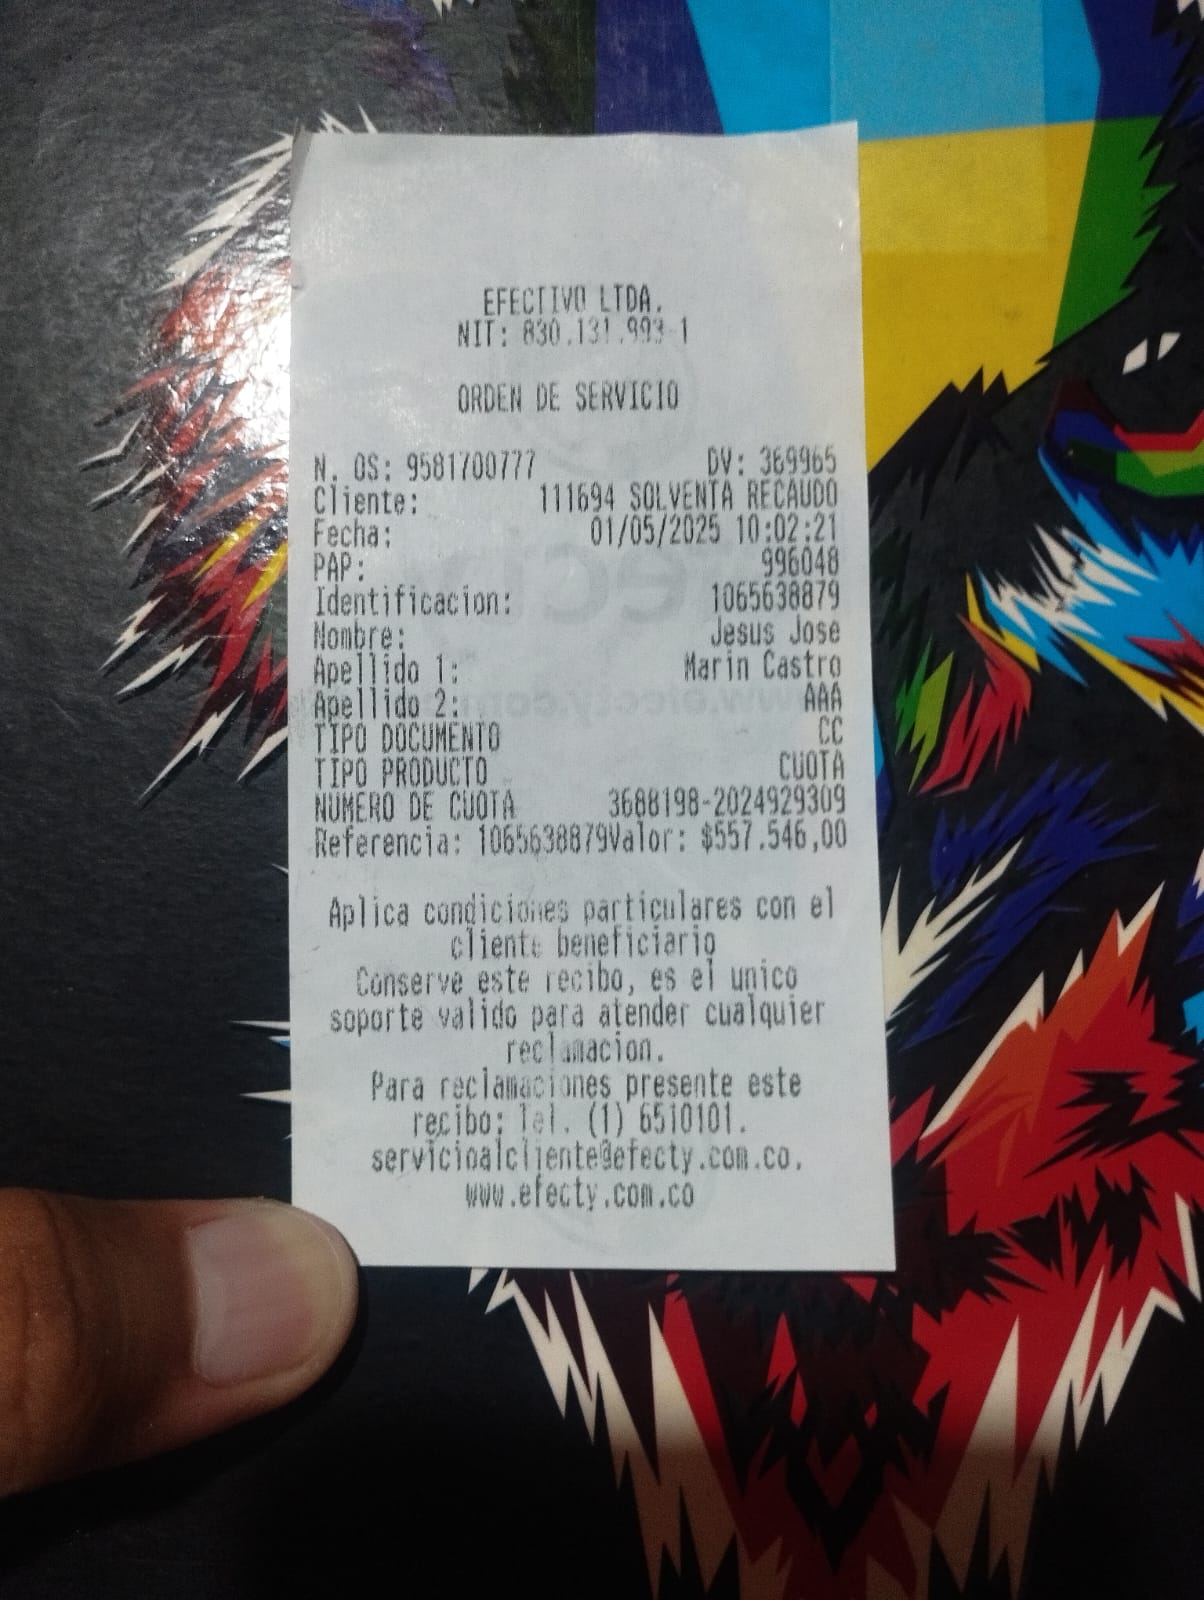 EFECTIVO LTDA.
NIT: 830.131.993-1
ORDEN DE SERVICIO
N. OS: 9581700777 DV: 369965
Cliente: 111694 SOLVENTA RECAUDO
Fecha: 01/05/2025 10:02:21
PAP: 996048
Identificacion: 1065638879
Nombre: Jesus Jose
Apellido 1: Marin Castro
Apellido 2: AAA
TIPO DOCUMENTO CC
TIPO PRODUCTO CUOTA
NUMERO DE CUOTA 3688198-2024929309
Referencia: 1065638879Valor: $557.546,00
Aplica condiciones particulares con el
cliente beneficiario
Conserve este recibo, es el unico
soporte valido para atender cualquier
reclamacion.
Para reclamaciones presente este
recibo: Tel. (1) 6510101.
servicioalcliente@efecty.com.co.
www.efecty.com.co